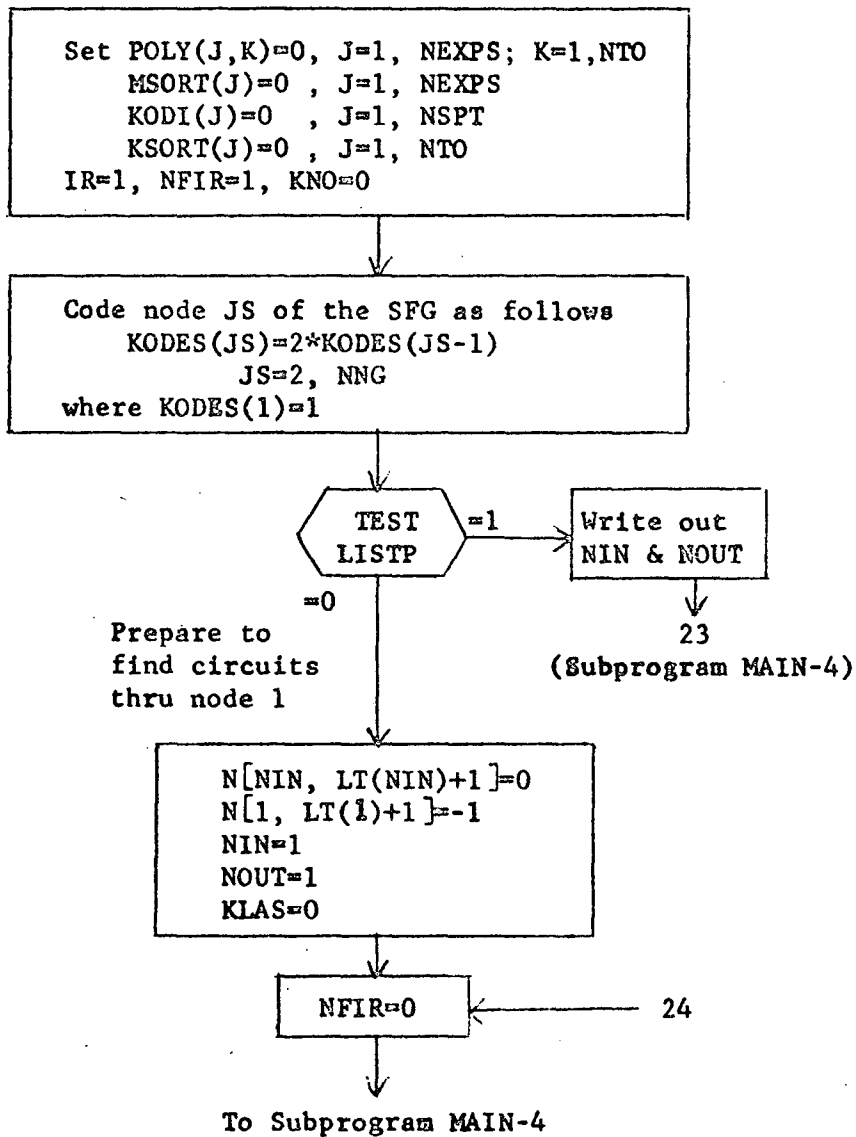 Set POLY(J,K)=0, J=1, NEXPS; K=1,NTO
MSORT(J)=0 , J=1, NEXPS
KODI(J)=0 , J=1, NSPT
KSORT(J)=0 , J=1, NTO
IR=1, NFIR=1, KNO=0
Code node JS of the SFG as follows
KODES(JS)=2*KODES(JS-1)
JS=2, NNG
where KODES(1)=1
TEST
LISTP
=1
Write out
NIN & NOUT
=0
23
(Subprogram MAIN-4)
Prepare to
find circuits
thru node 1
N[NIN, LT(NIN)+1]=0
N[1, LT(1)+1]=-1
NIN=1
NOUT=1
KLAS=0
NFIR=0
24
To Subprogram MAIN-4